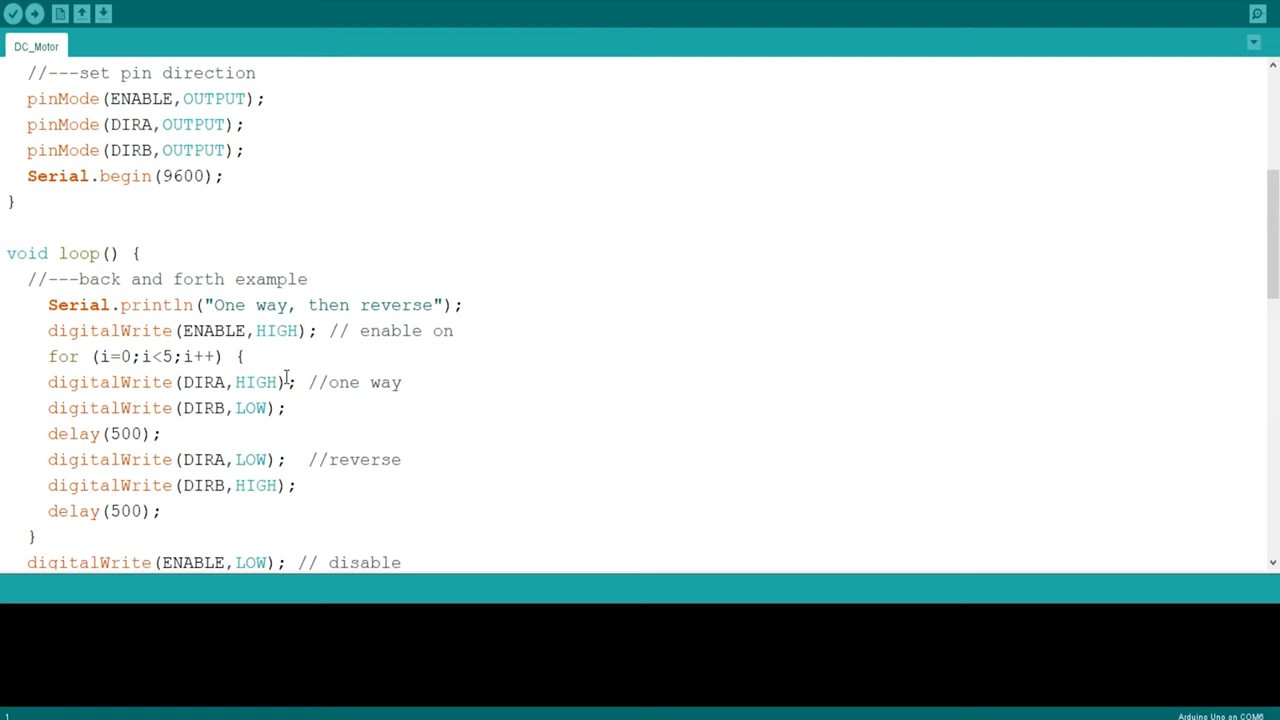 DC_Motor
//---set pin direction
pinMode(ENABLE,OUTPUT);
pinMode(DIRA,OUTPUT);
pinMode(DIRB,OUTPUT);
Serial.begin(9600);
}
void loop() {
//---back and forth example
Serial.println("One way, then reverse");
digitalWrite(ENABLE,HIGH); // enable on
for (i=0;i<5;i++) {
digitalWrite(DIRA,HIGH); //one way
digitalWrite(DIRB,LOW);
delay(500);
digitalWrite(DIRA,LOW);  //reverse
digitalWrite(DIRB,HIGH);
delay(500);
}
digitalWrite(ENABLE,LOW); // disable
1
Arduino Uno on COM6